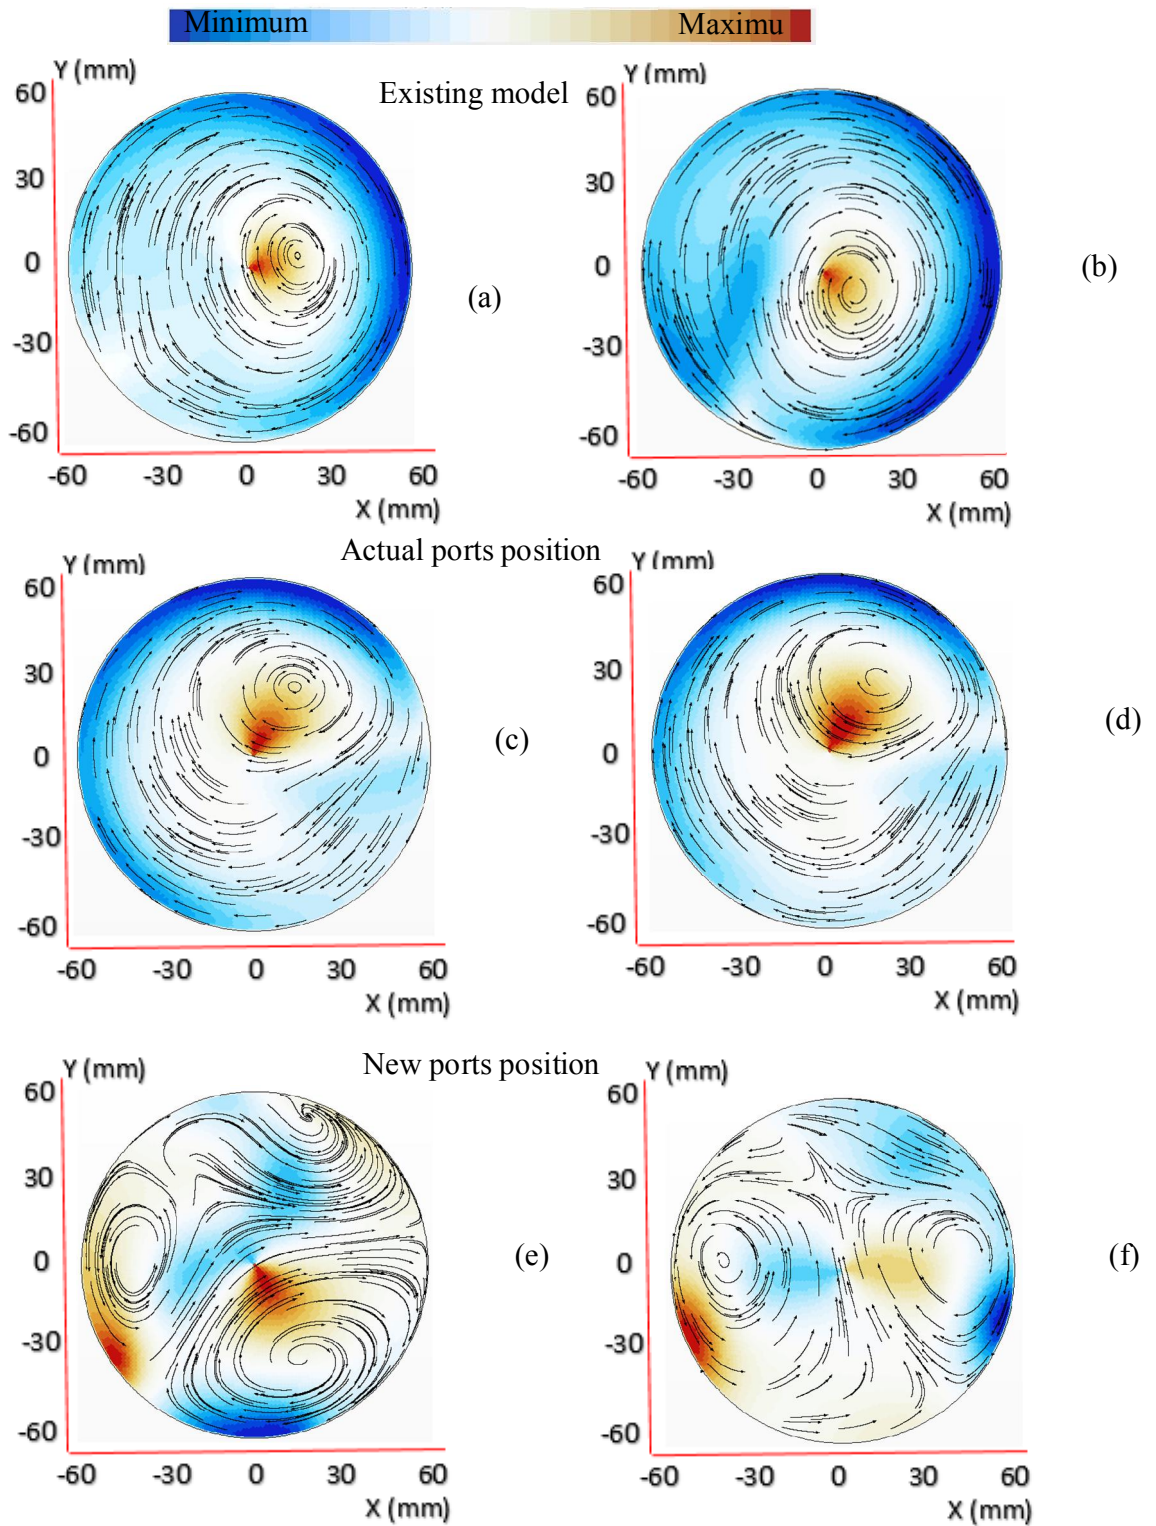 Minimum Maximu
Y (mm) Y (mm)
Existing model
60 60
30 30
0 0
(a) (b)
-30 -30
-60 -60
-60 -30 0 30 60 -60 -30 0 30 60
X (mm) X (mm)
Actual ports position
Y (mm) Y (mm)
60 60
30 30
0 0
(c) (d)
-30 -30
-60 -60
-60 -30 0 30 60 -60 -30 0 30 60
X (mm) X (mm)
New ports position
Y (mm) Y (mm)
60 60
30 30
0 0
(e) (f)
-30 -30
-60 -60
-60 -30 0 30 60 -60 -30 0 30 60
X (mm) X (mm)